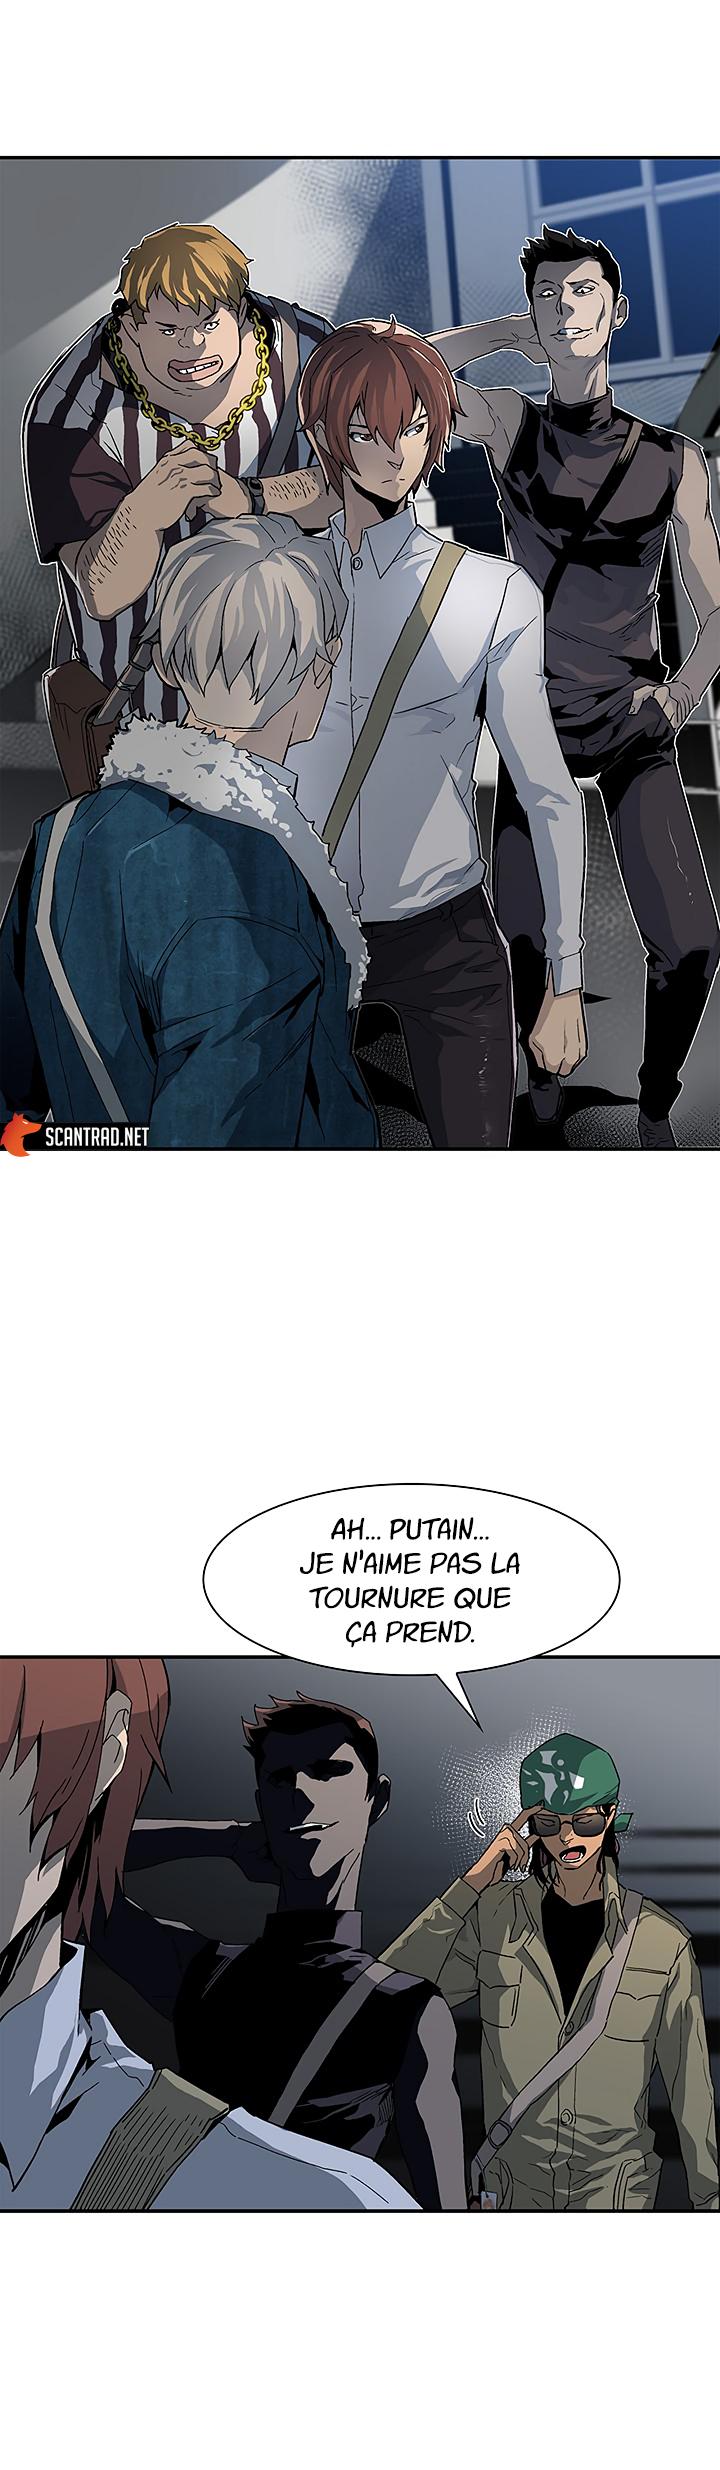 SCANTRAD.NET
AH... PUTAIN...
JE N'AIME PAS LA
TOURNURE QUE
ÇA PREND.